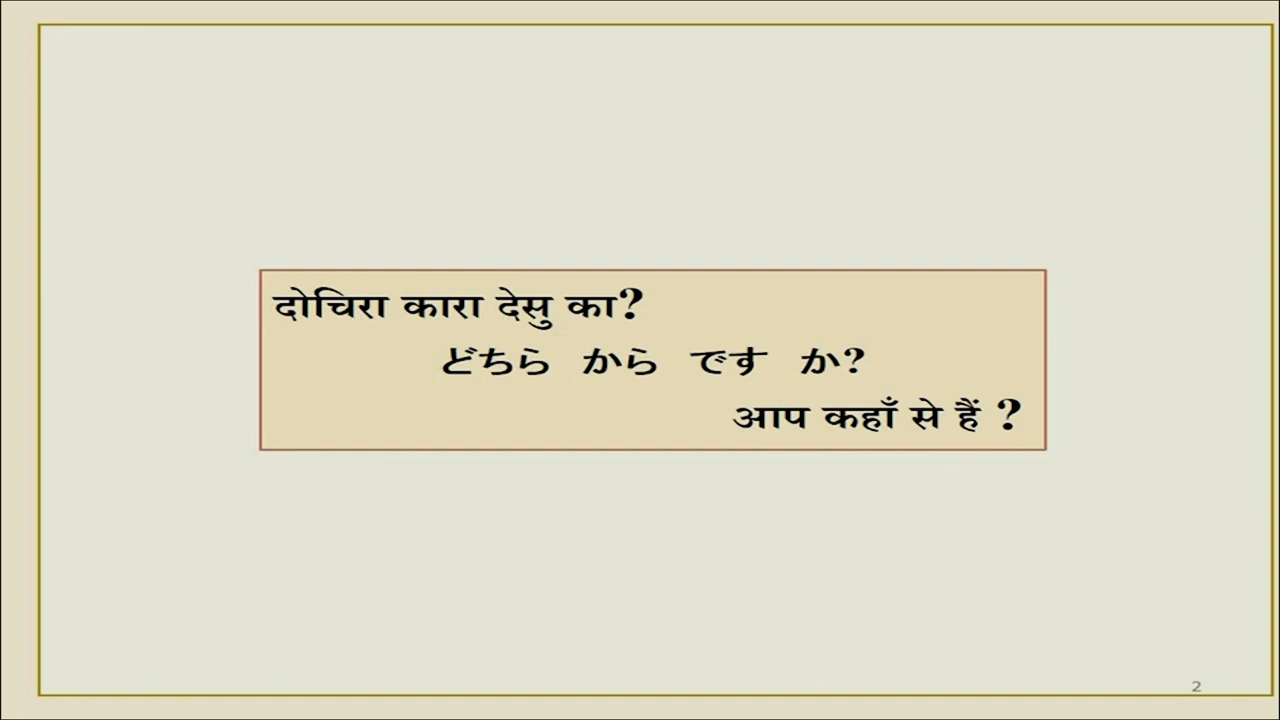 दोचिरा कारा देसु का?
どちら から です か?
आप कहाँ से हैं ?
2